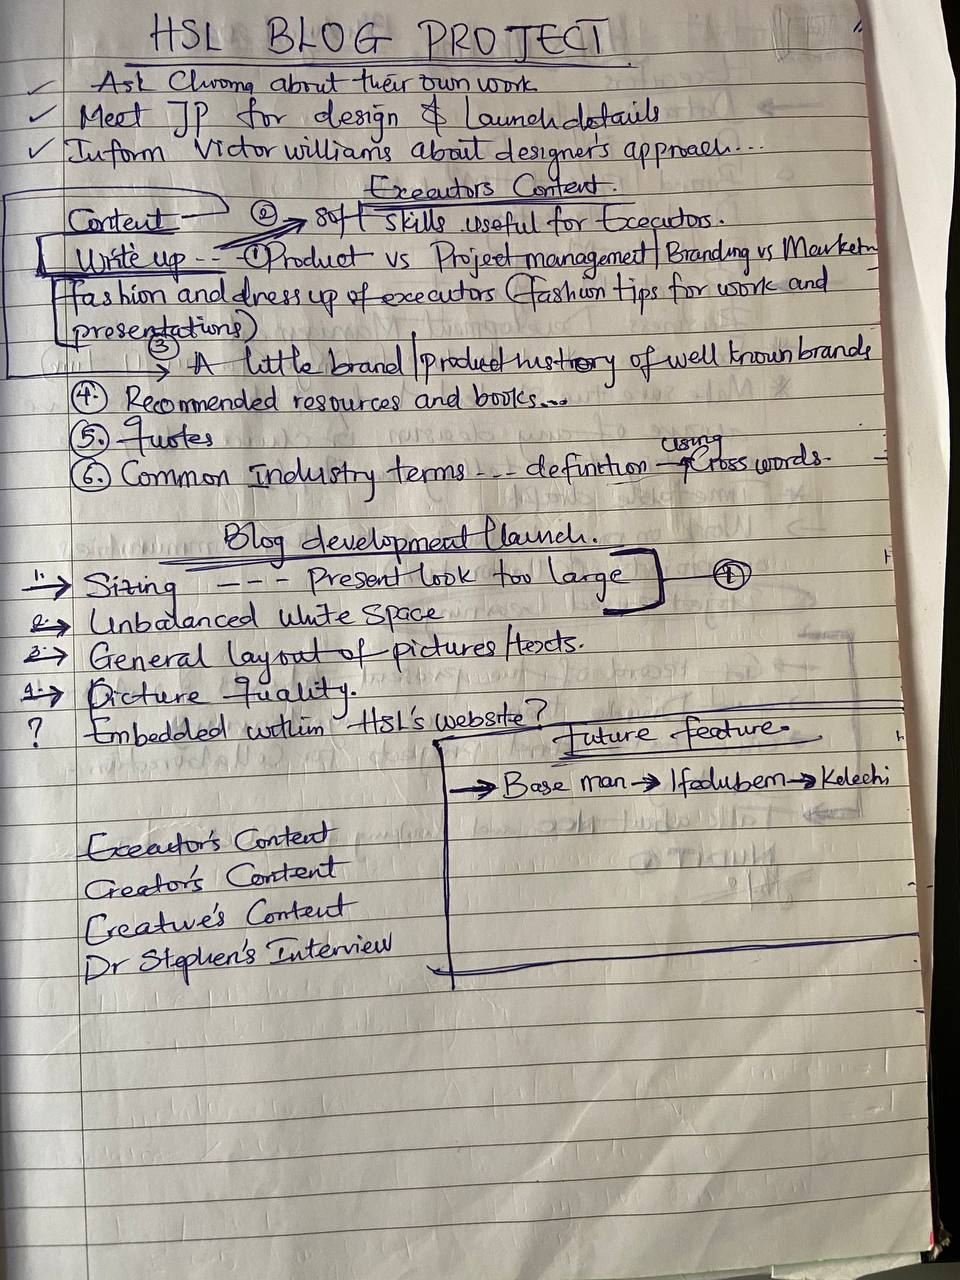 HSL BLOG PROJECT
✓ Ask Chioma about their own work
✓ Meet JP for design & Launch details
✓ Inform Victor williams about designer's approach...
Executors Content.
Content ② → Soft skills useful for Executors.
Write up -- ① Product vs Project management | Branding vs Marketn
fashion and dress up of executors (fashion tips for work and
presentations)
③ → A little brand/product history of well known brands
④. Recommended resources and books...
⑤. Quotes
using
⑥. Common Industry terms --- definition → Cross words.
Blog development & launch.
1. → Sizing --- Present look too large
①
2. → Unbalanced White Space
3. → General layout of pictures/texts.
4. → Picture Quality.
? Embedded within HSL's website?
Future feature.
→ Base man → Ifedubem → Kelechi
Executor's Content
Creator's Content
Creative's Content
Dr Stephen's Interview